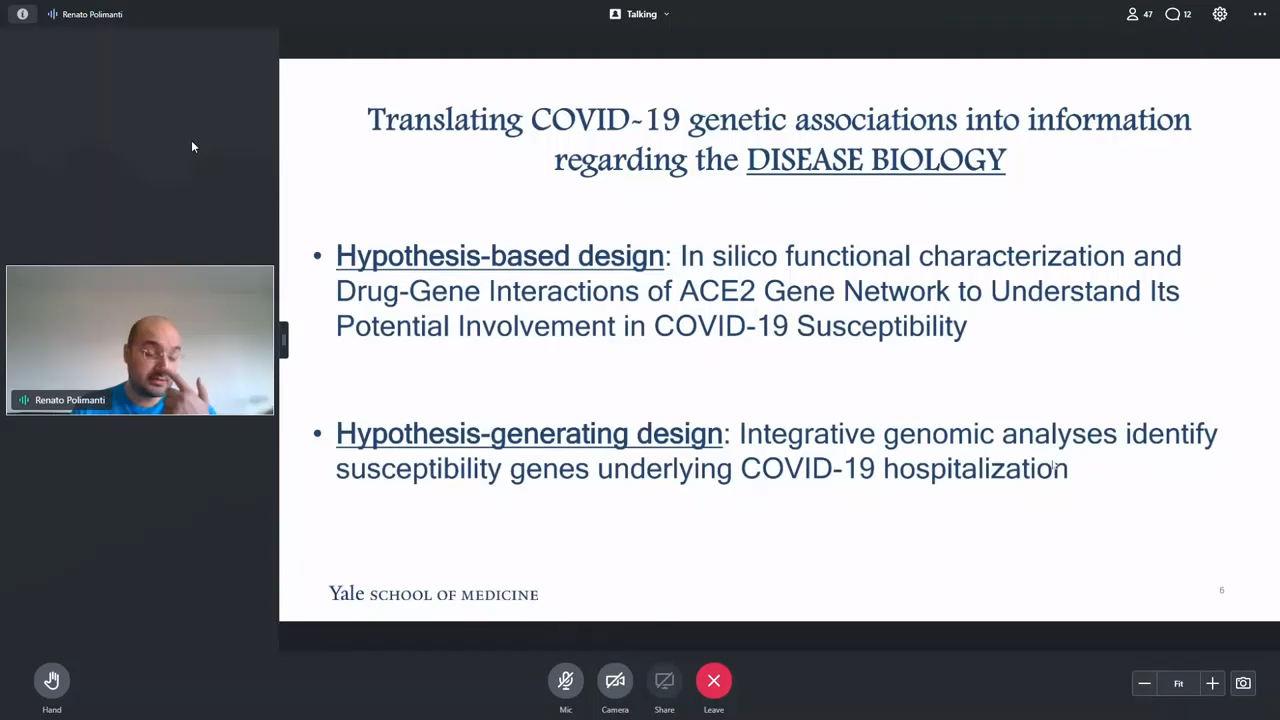 Renato Polimanti
Talking
47
12
Translating COVID-19 genetic associations into information
regarding the DISEASE BIOLOGY
• Hypothesis-based design: In silico functional characterization and
Drug-Gene Interactions of ACE2 Gene Network to Understand Its
Potential Involvement in COVID-19 Susceptibility
Renato Polimanti
• Hypothesis-generating design: Integrative genomic analyses identify
susceptibility genes underlying COVID-19 hospitalization
Yale SCHOOL OF MEDICINE
6
Hand
Mic
Camera
Share
Leave
Fit